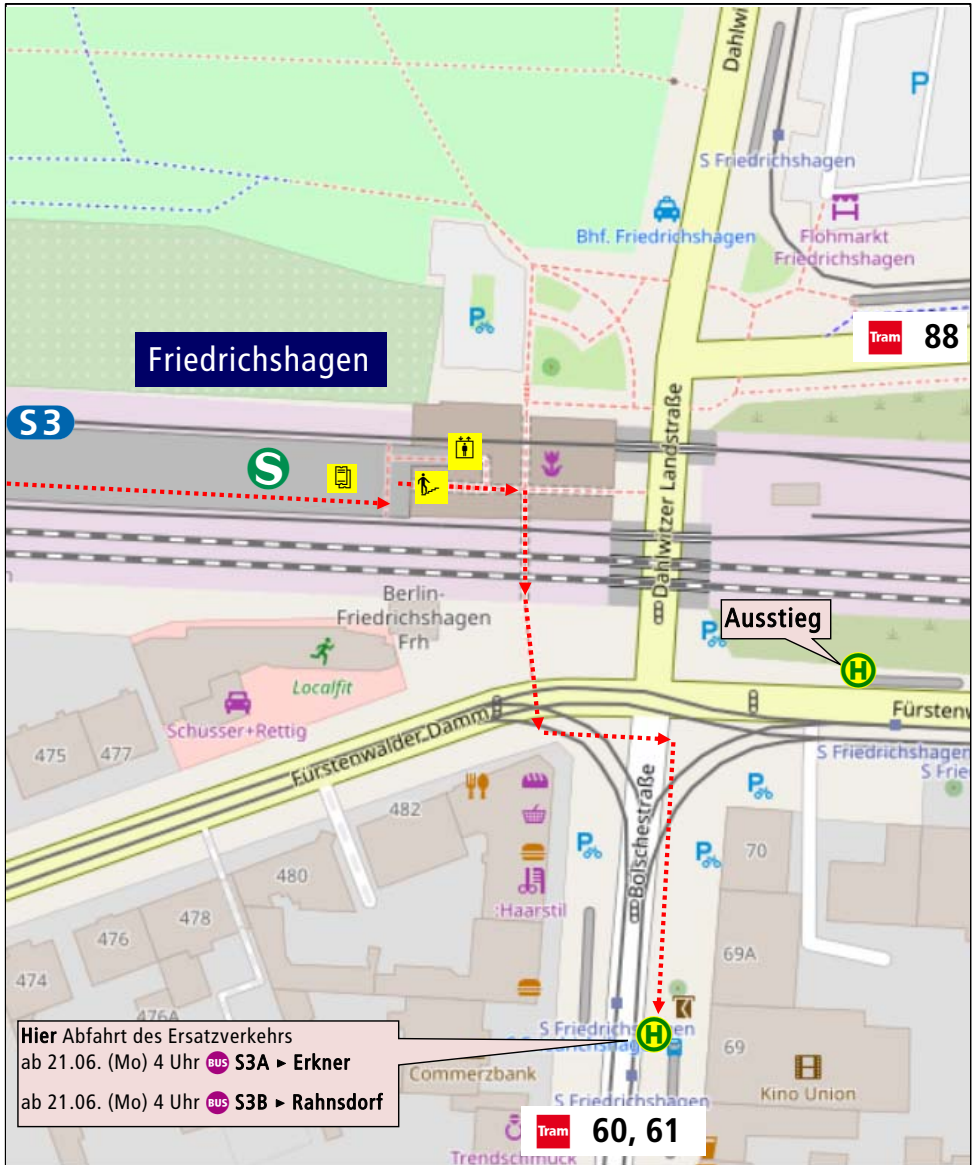 Dahlwi
P
S Friedrichshagen
Bhf. Friedrichshagen
Flohmarkt
Friedrichshagen
P
Tram 88
Friedrichshagen
S 3
S
Dahlwitzer Landstraße
Berlin-
Friedrichshagen
Frh
P
Ausstieg
H
Localfit
Schüsser+Rettig
475
477
Fürstenwalder Damm
Fürstenw
S Friedrichshagen
S Frie
482
P
P
P
Bölschestraße
70
480
:Haarstil
478
476
69A
474
476A
Hier Abfahrt des Ersatzverkehrs
ab 21.06. (Mo) 4 Uhr BUS S3A ► Erkner
ab 21.06. (Mo) 4 Uhr BUS S3B ► Rahnsdorf
S Friedrichshagen
H
69
Commerzbank
Kino Union
S Friedrichshagen
Tram 60, 61
Trendschmuck